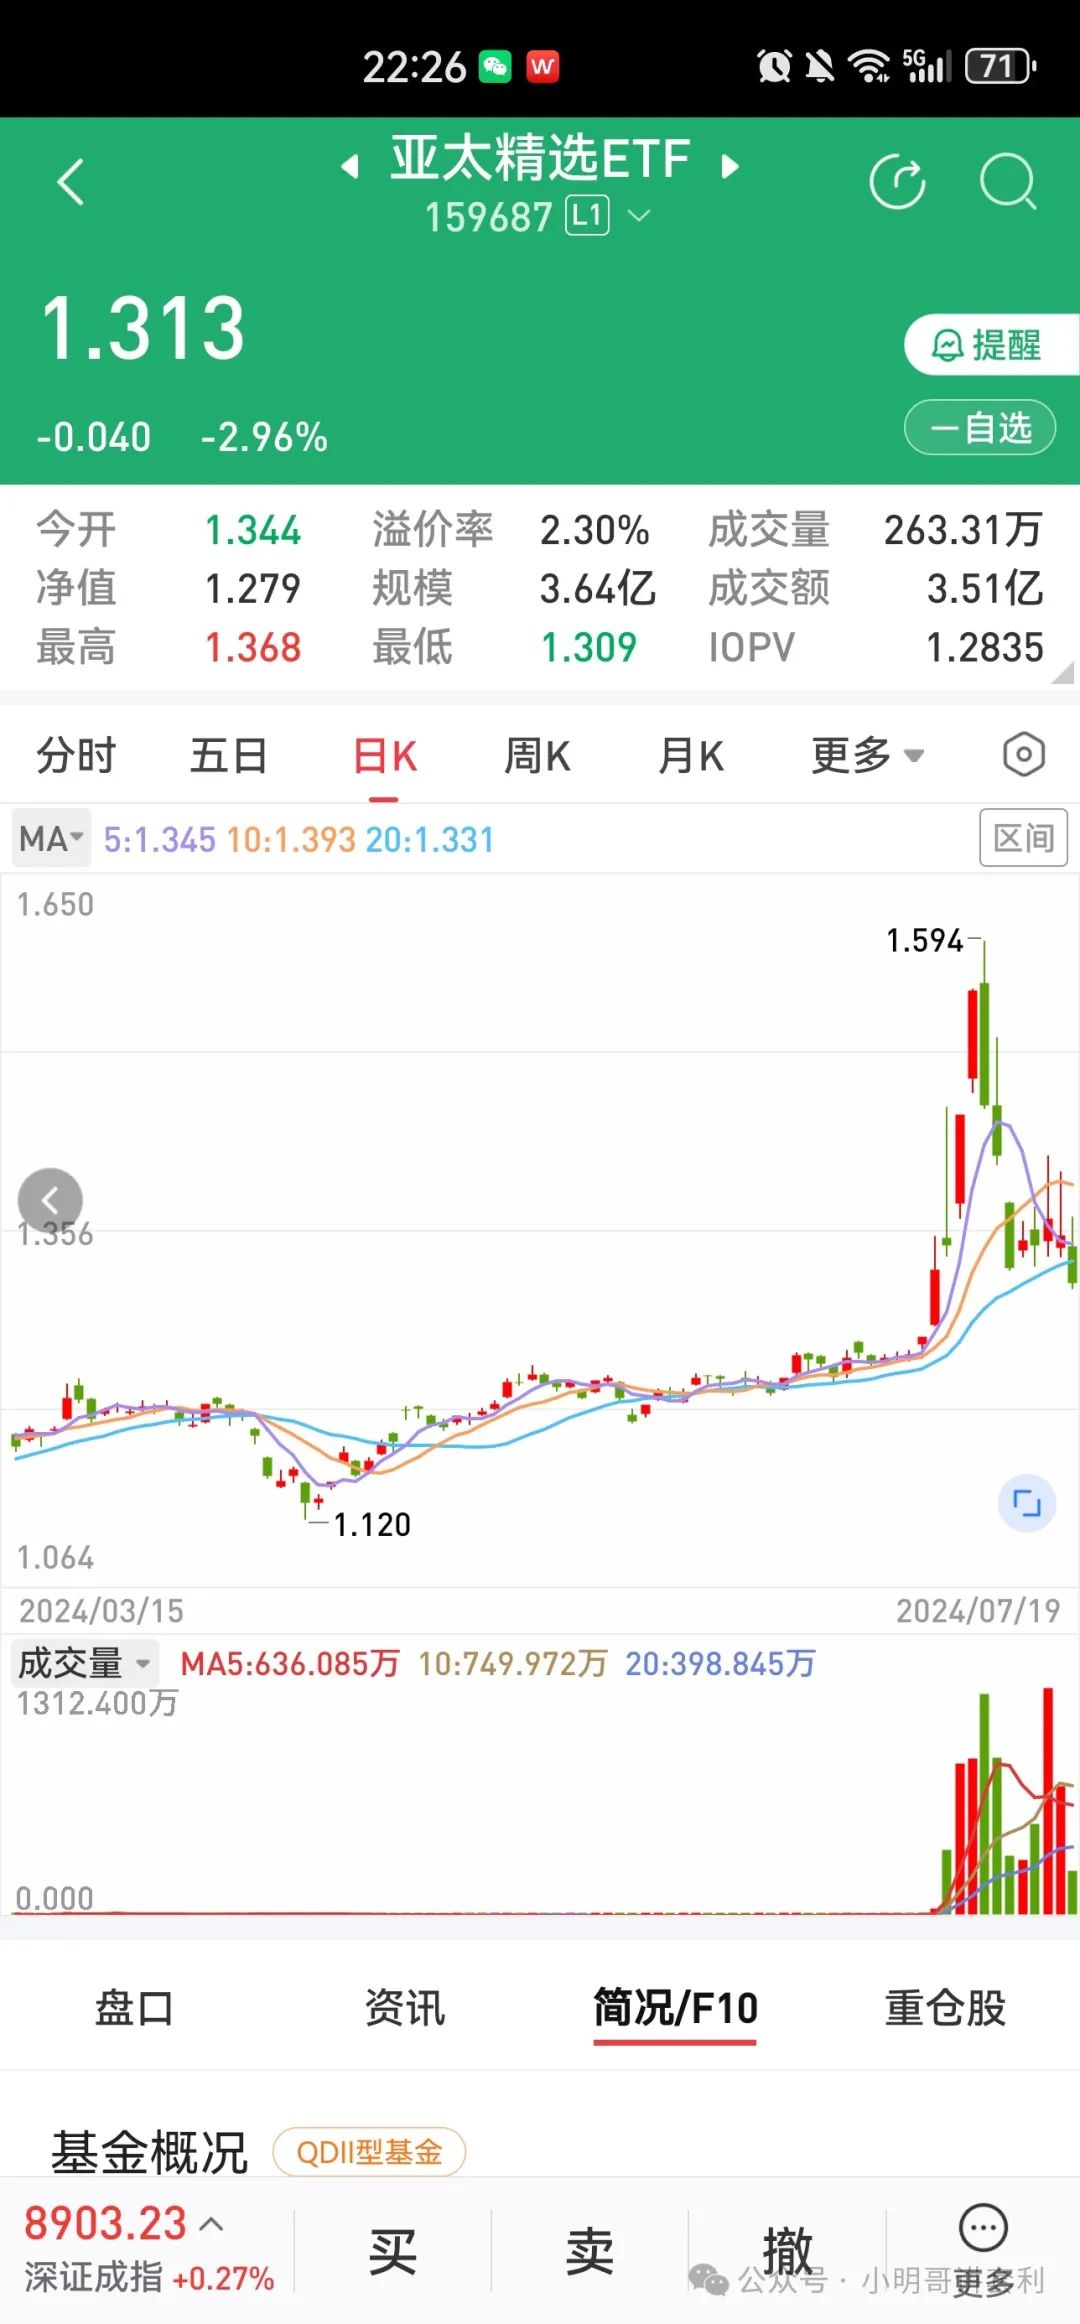 22:26 W 5G 71
亚太精选ETF
159687 L1
1.313
提醒
-0.040 -2.96%
一自选
今开 1.344 溢价率 2.30% 成交量 263.31万
净值 1.279 规模 3.64亿 成交额 3.51亿
最高 1.368 最低 1.309 IOPV 1.2835
分时 五日 日K 周K 月K 更多
MA 5:1.345 10:1.393 20:1.331 区间
1.650
1.594
1.356
1.120
1.064
2024/03/15 2024/07/19
成交量 MA5:636.085万 10:749.972万 20:398.845万
1312.400万
0.000
盘口 资讯 简况/F10 重仓股
基金概况 QDII型基金
8903.23
深证成指 +0.27%
买 卖 撤 更多
公众号 · 小明哥讲套利